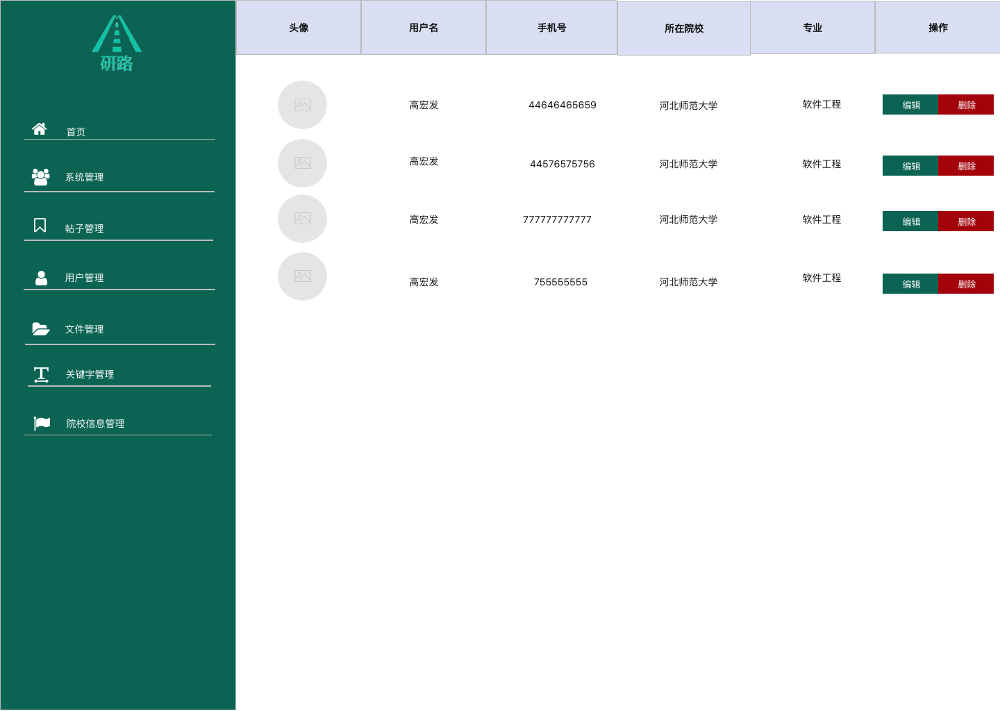 研路
首页
系统管理
帖子管理
用户管理
文件管理
关键字管理
院校信息管理
头像 用户名 手机号 所在院校 专业 操作
高宏发 44646465659 河北师范大学 软件工程 编辑 删除
高宏发 44576575756 河北师范大学 软件工程 编辑 删除
高宏发 777777777777 河北师范大学 软件工程 编辑 删除
高宏发 755555555 河北师范大学 软件工程 编辑 删除